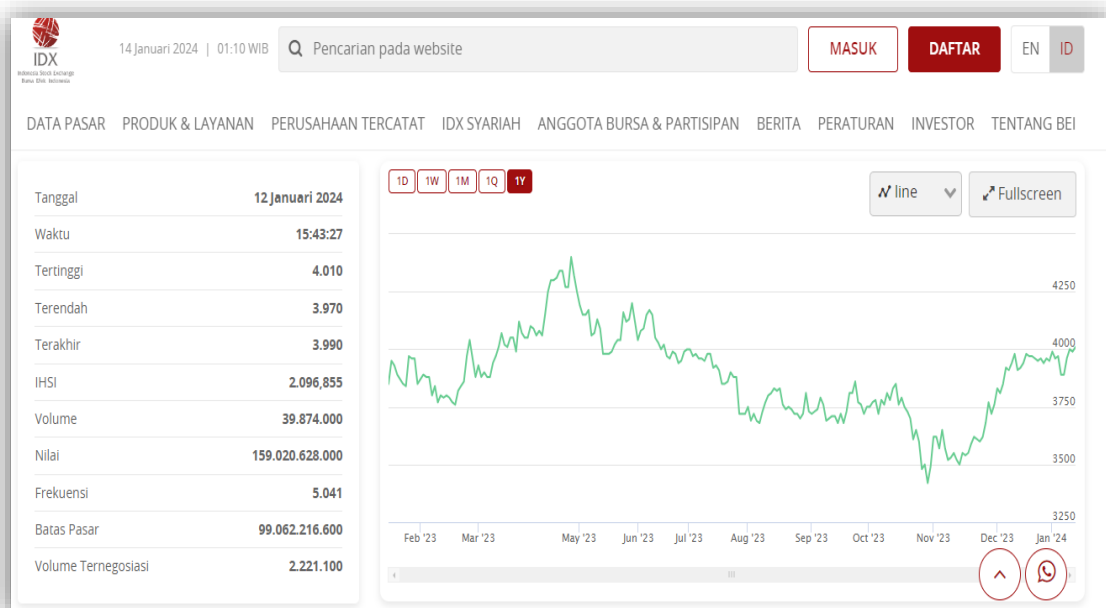 IDX
Indonesia Stock Exchange
Bursa Efek Indonesia
14 Januari 2024 | 01:10 WIB
Pencarian pada website
MASUK
DAFTAR
EN
ID
DATA PASAR PRODUK & LAYANAN PERUSAHAAN TERCATAT IDX SYARIAH ANGGOTA BURSA & PARTISIPAN BERITA PERATURAN INVESTOR TENTANG BEI
Tanggal 12 Januari 2024
Waktu 15:43:27
Tertinggi 4.010
Terendah 3.970
Terakhir 3.990
IHSI 2.096,855
Volume 39.874.000
Nilai 159.020.628.000
Frekuensi 5.041
Batas Pasar 99.062.216.600
Volume Ternegosiasi 2.221.100
1D 1W 1M 1Q 1Y
line
Fullscreen
4250
4000
3750
3500
3250
Feb '23 Mar '23 May '23 Jun '23 Jul '23 Aug '23 Sep '23 Oct '23 Nov '23 Dec '23 Jan '24